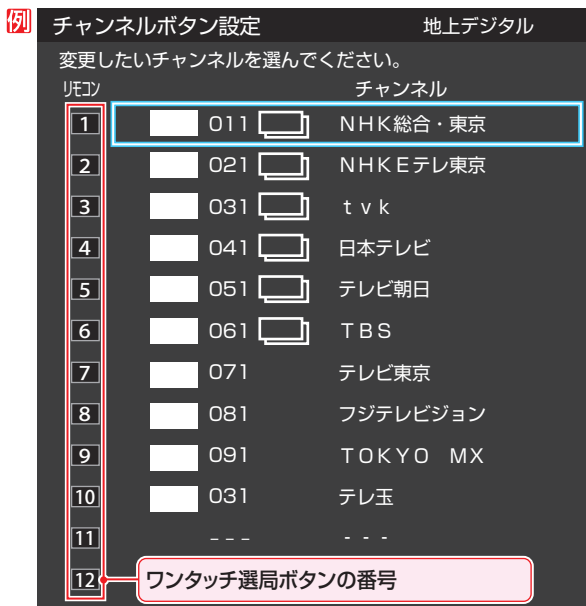 例
チャンネルボタン設定 地上デジタル
変更したいチャンネルを選んでください。
リモコン チャンネル
1 011 NHK総合・東京
2 021 NHKEテレ東京
3 031 tvk
4 041 日本テレビ
5 051 テレビ朝日
6 061 TBS
7 071 テレビ東京
8 081 フジテレビジョン
9 091 TOKYO MX
10 031 テレ玉
11 --- ---
12 ワンタッチ選局ボタンの番号